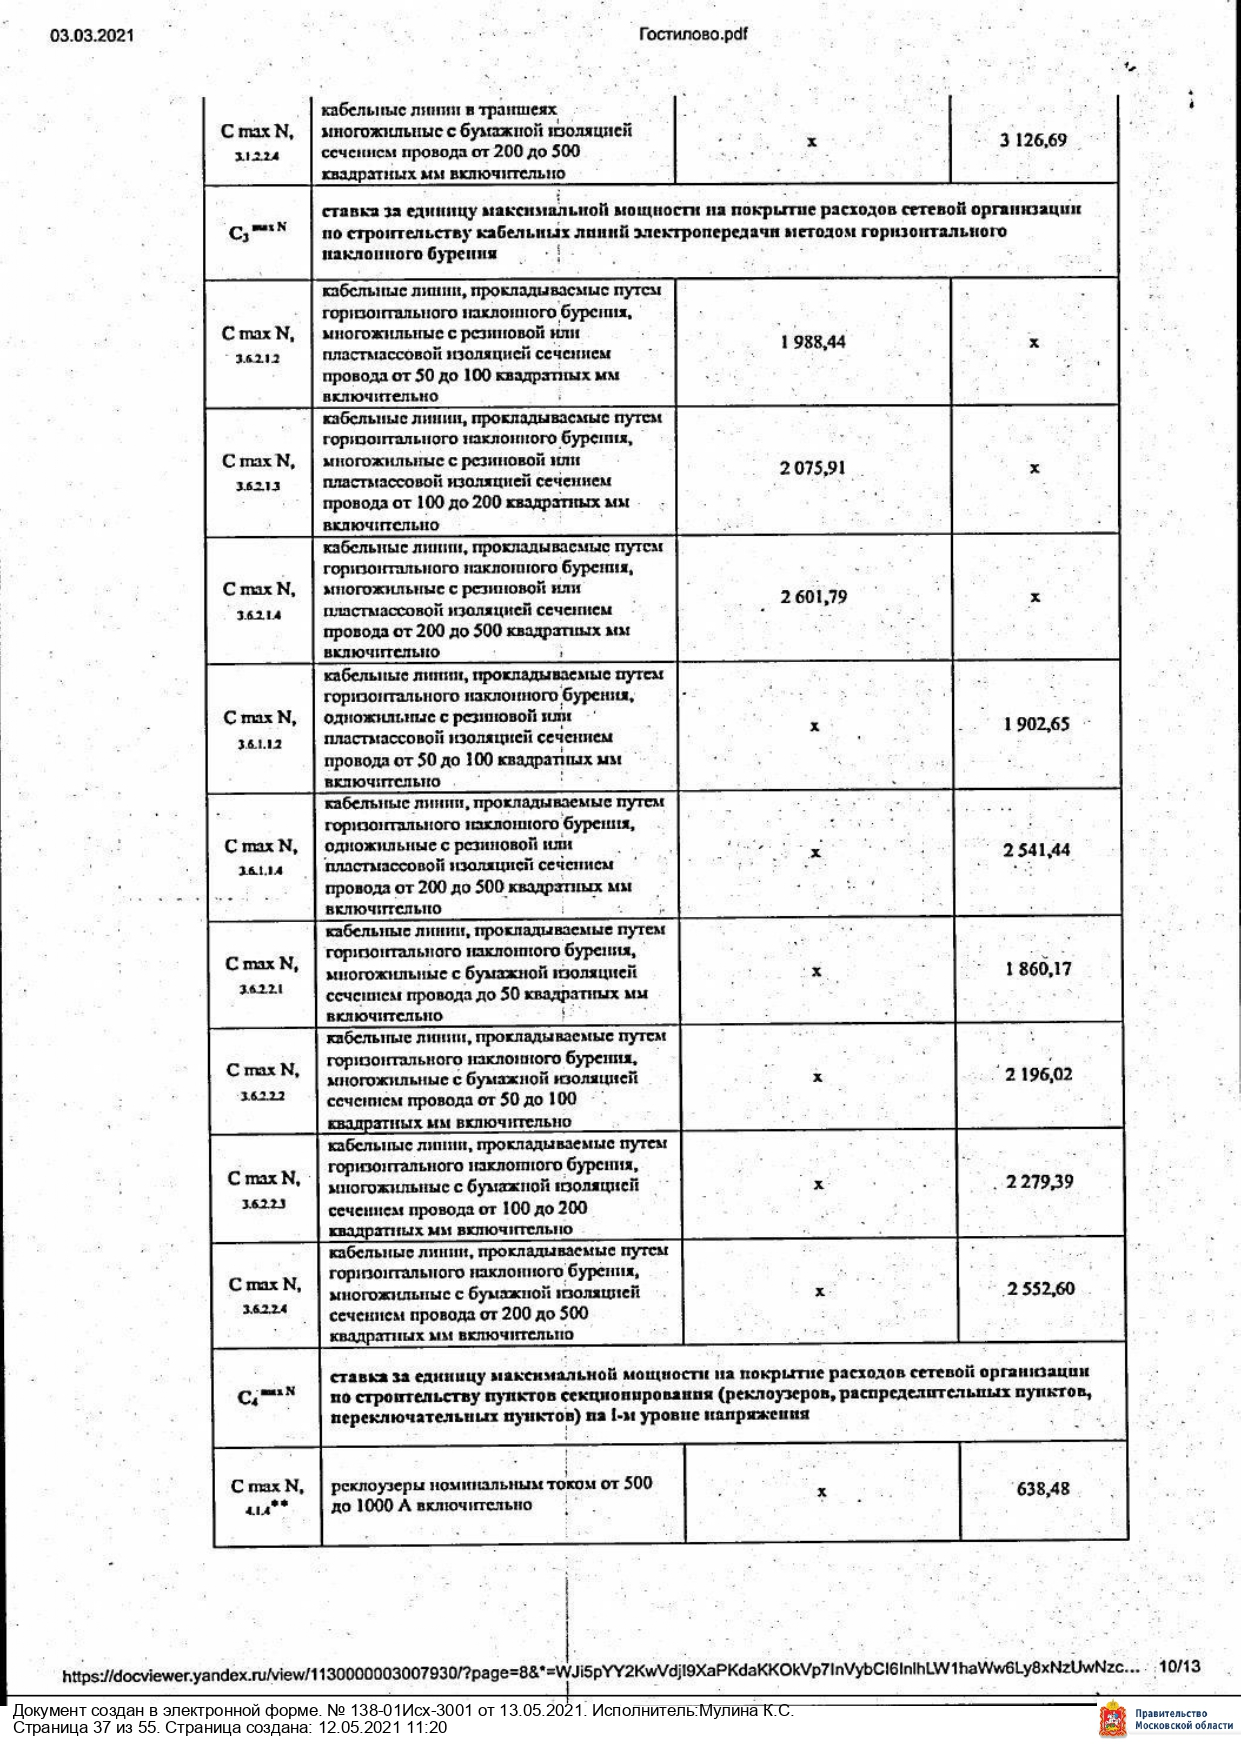 03.03.2021
Гостилово.pdf
C max N,
3.1.2.2.4
кабельные линии в траншеях
многожильные с бумажной изоляцией
сечением провода от 200 до 500
квадратных мм включительно
x
3 126,69
C₃ max N
ставка за единицу максимальной мощности на покрытие расходов сетевой организации
по строительству кабельных линий электропередачи методом горизонтального
наклонного бурения
C max N,
3.6.2.1.2
кабельные линии, прокладываемые путем
горизонтального наклонного бурения,
многожильные с резиновой или
пластмассовой изоляцией сечением
провода от 50 до 100 квадратных мм
включительно
1 988,44
x
C max N,
3.6.2.1.3
кабельные линии, прокладываемые путем
горизонтального наклонного бурения,
многожильные с резиновой или
пластмассовой изоляцией сечением
провода от 100 до 200 квадратных мм
включительно
2 075,91
x
C max N,
3.6.2.1.4
кабельные линии, прокладываемые путем
горизонтального наклонного бурения,
многожильные с резиновой или
пластмассовой изоляцией сечением
провода от 200 до 500 квадратных мм
включительно
2 601,79
x
C max N,
3.6.1.1.2
кабельные линии, прокладываемые путем
горизонтального наклонного бурения,
одножильные с резиновой или
пластмассовой изоляцией сечением
провода от 50 до 100 квадратных мм
включительно
x
1 902,65
C max N,
3.6.1.1.4
кабельные линии, прокладываемые путем
горизонтального наклонного бурения,
одножильные с резиновой или
пластмассовой изоляцией сечением
провода от 200 до 500 квадратных мм
включительно
x
2 541,44
C max N,
3.6.2.2.1
кабельные линии, прокладываемые путем
горизонтального наклонного бурения,
многожильные с бумажной изоляцией
сечением провода до 50 квадратных мм
включительно
x
1 860,17
C max N,
3.6.2.2.2
кабельные линии, прокладываемые путем
горизонтального наклонного бурения,
многожильные с бумажной изоляцией
сечением провода от 50 до 100
квадратных мм включительно
x
2 196,02
C max N,
3.6.2.2.3
кабельные линии, прокладываемые путем
горизонтального наклонного бурения,
многожильные с бумажной изоляцией
сечением провода от 100 до 200
квадратных мм включительно
x
2 279,39
C max N,
3.6.2.2.4
кабельные линии, прокладываемые путем
горизонтального наклонного бурения,
многожильные с бумажной изоляцией
сечением провода от 200 до 500
квадратных мм включительно
x
2 552,60
C₄ max N
ставка за единицу максимальной мощности на покрытие расходов сетевой организации
по строительству пунктов секционирования (реклоузеров, распределительных пунктов,
переключательных пунктов) на i-м уровне напряжения
C max N,
4.1.4**
реклоузеры номинальным током от 500
до 1000 А включительно
x
638,48
https://docviewer.yandex.ru/view/1130000003007930/?page=8&*=WJi5pYY2KwVdjI9XaPKdaKKOkVp7InVybCI6InlhLW1haWw6Ly8xNzUwNzc... 10/13
Документ создан в электронной форме. № 138-01Исх-3001 от 13.05.2021. Исполнитель:Мулина К.С.
Страница 37 из 55. Страница создана: 12.05.2021 11:20
Правительство
Московской области